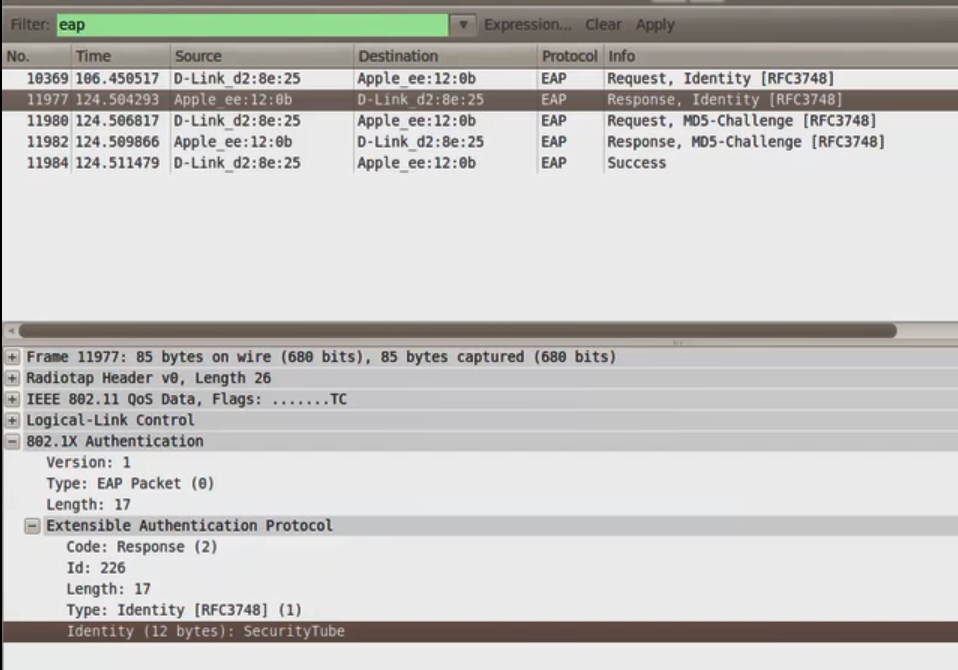 Filter: eap Expression... Clear Apply
No. Time Source Destination Protocol Info
10369 106.450517 D-Link_d2:8e:25 Apple_ee:12:0b EAP Request, Identity [RFC3748]
11977 124.504293 Apple_ee:12:0b D-Link_d2:8e:25 EAP Response, Identity [RFC3748]
11980 124.506817 D-Link_d2:8e:25 Apple_ee:12:0b EAP Request, MD5-Challenge [RFC3748]
11982 124.509866 Apple_ee:12:0b D-Link_d2:8e:25 EAP Response, MD5-Challenge [RFC3748]
11984 124.511479 D-Link_d2:8e:25 Apple_ee:12:0b EAP Success
Frame 11977: 85 bytes on wire (680 bits), 85 bytes captured (680 bits)
Radiotap Header v0, Length 26
IEEE 802.11 QoS Data, Flags: .......TC
Logical-Link Control
802.1X Authentication
Version: 1
Type: EAP Packet (0)
Length: 17
Extensible Authentication Protocol
Code: Response (2)
Id: 226
Length: 17
Type: Identity [RFC3748] (1)
Identity (12 bytes): SecurityTube